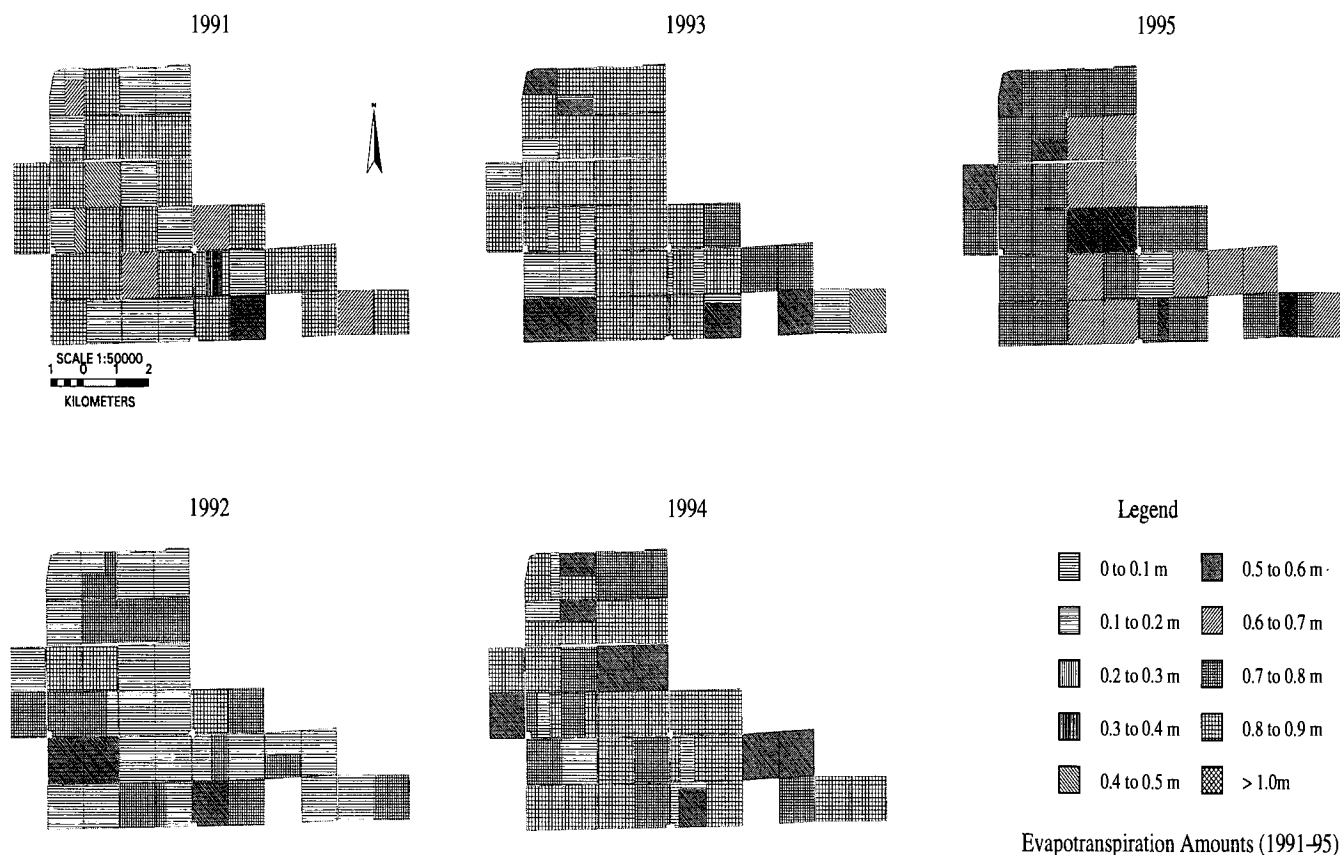 1991
1993
1995
N
SCALE 1:50000
1 0 1 2
KILOMETERS
1992
1994
Legend
0 to 0.1 m
0.5 to 0.6 m
0.1 to 0.2 m
0.6 to 0.7 m
0.2 to 0.3 m
0.7 to 0.8 m
0.3 to 0.4 m
0.8 to 0.9 m
0.4 to 0.5 m
> 1.0m
Evapotranspiration Amounts (1991-95)